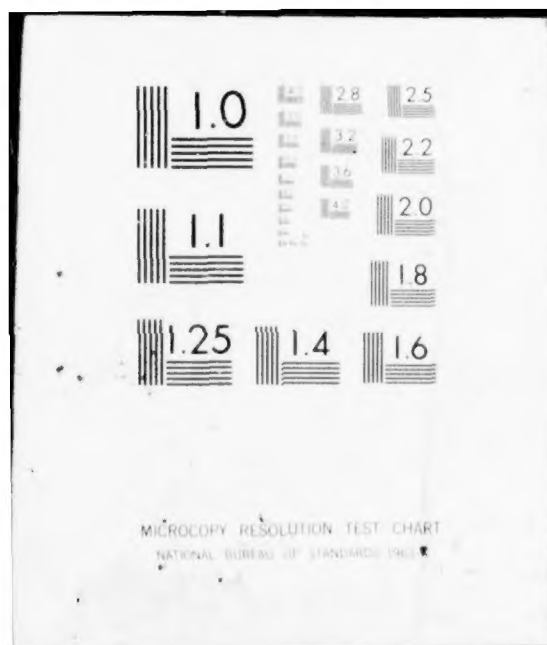 1.0 2.8 2.5
3.2 2.2
3.6
1.1 4.0 2.0
1.8
1.25 1.4 1.6
MICROCOPY RESOLUTION TEST CHART
NATIONAL BUREAU OF STANDARDS